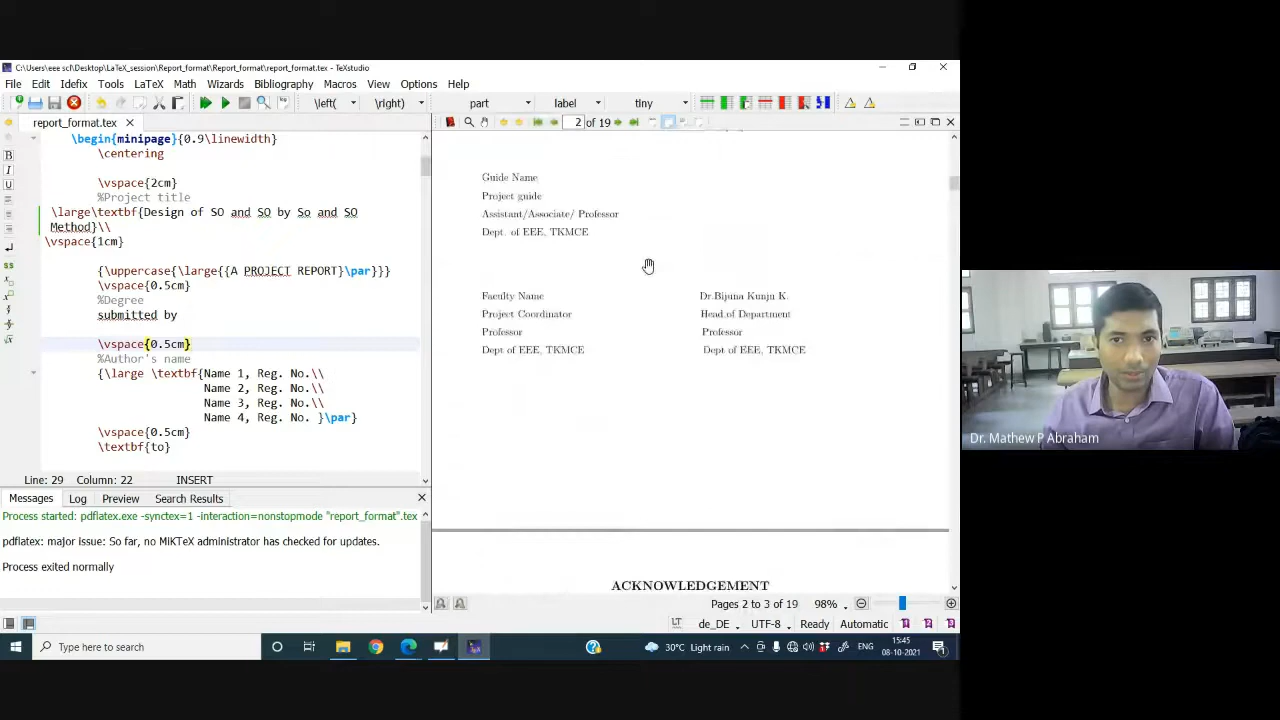 C:\Users\eee scl\Desktop\LaTeX_session\Report_format\Report_format\report_format.tex - TeXstudio
File Edit Idefix Tools LaTeX Math Wizards Bibliography Macros View Options Help
\left( \right) part label tiny
report_format.tex
2 of 19
\begin{minipage}{0.9\linewidth}
\centering
\vspace{2cm}
%Project title
\large\textbf{Design of SO and SO by So and SO
Method}\\
\vspace{1cm}
{\uppercase{\large{{A PROJECT REPORT}\par}}}
\vspace{0.5cm}
%Degree
submitted by
\vspace{0.5cm}
%Author's name
{\large \textbf{Name 1, Reg. No.\\
Name 2, Reg. No.\\
Name 3, Reg. No.\\
Name 4, Reg. No. }\par}
\vspace{0.5cm}
\textbf{to}
Line: 29 Column: 22 INSERT
Messages Log Preview Search Results
Process started: pdflatex.exe -synctex=1 -interaction=nonstopmode "report_format".tex
pdflatex: major issue: So far, no MiKTeX administrator has checked for updates.
Process exited normally
Guide Name
Project guide
Assistant/Associate/ Professor
Dept. of EEE, TKMCE
Faculty Name
Project Coordinator
Professor
Dept of EEE, TKMCE
Dr.Bijuna Kunju K.
Head.of Department
Professor
Dept of EEE, TKMCE
ACKNOWLEDGEMENT
Pages 2 to 3 of 19 98%
de_DE UTF-8 Ready Automatic
Type here to search
30°C Light rain ENG 15:45
08-10-2021
Dr. Mathew P Abraham